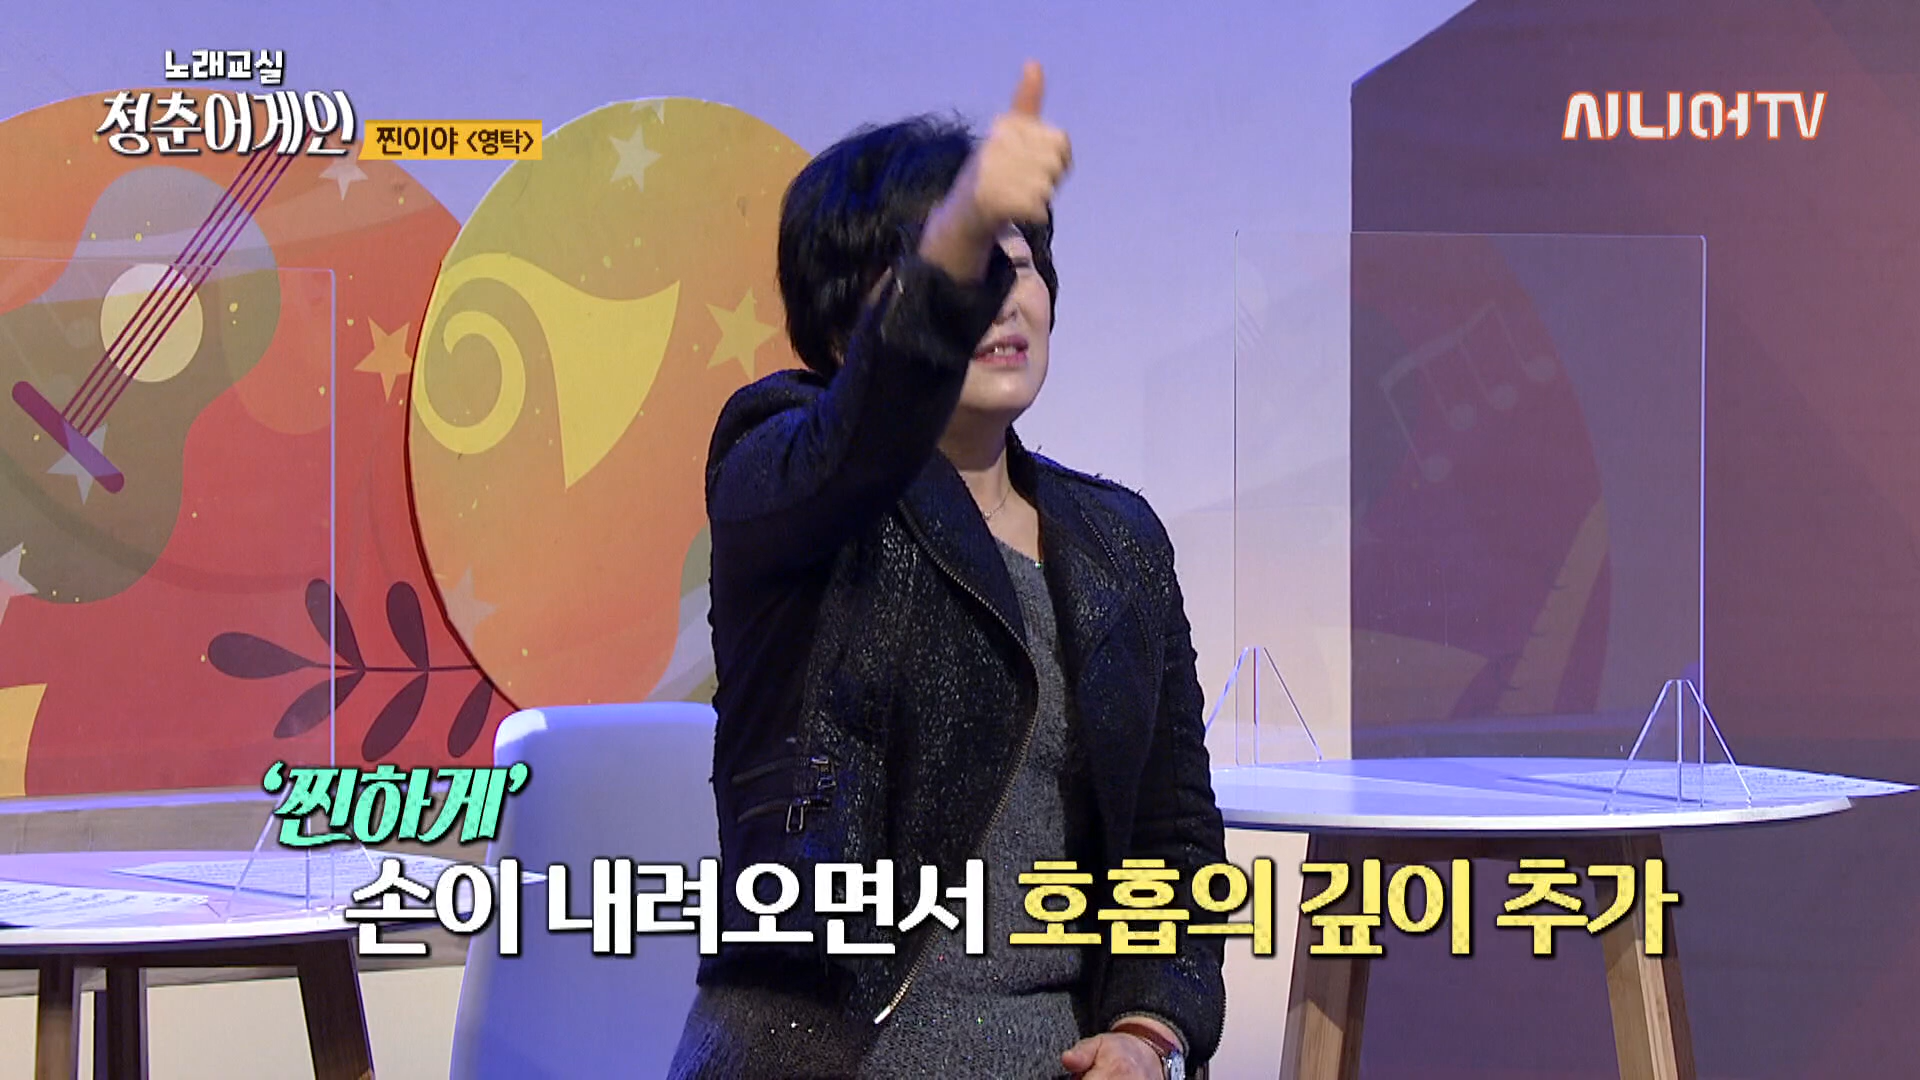 노래교실
청춘어게인
찐이야 <영탁>
시니어TV
‘찐하게’
손이 내려오면서 호흡의 깊이 추가